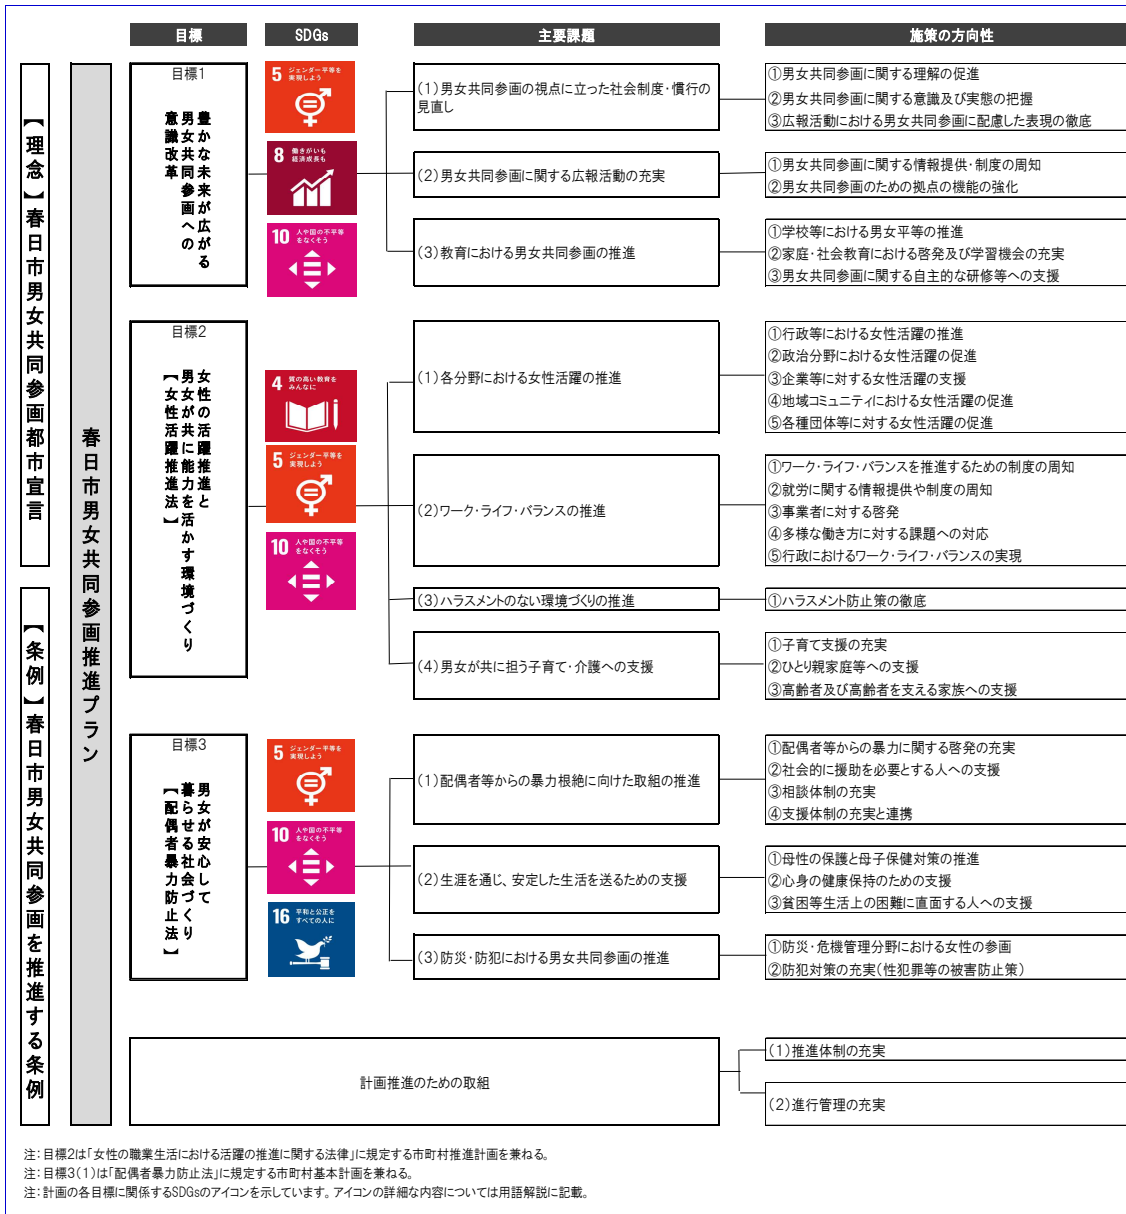 目標
SDGs
主要課題
施策の方向性
【理念】春日市男女共同参画都市宣言
【条例】春日市男女共同参画を推進する条例
春日市男女共同参画推進プラン
目標1
豊かな未来が広がる
男女共同参画への
意識改革
5 ジェンダー平等を
実現しよう
8 働きがいも
経済成長も
10 人や国の不平等
をなくそう
(1)男女共同参画の視点に立った社会制度・慣行の
見直し
①男女共同参画に関する理解の促進
②男女共同参画に関する意識及び実態の把握
③広報活動における男女共同参画に配慮した表現の徹底
(2)男女共同参画に関する広報活動の充実
①男女共同参画に関する情報提供・制度の周知
②男女共同参画のための拠点の機能の強化
(3)教育における男女共同参画の推進
①学校等における男女平等の推進
②家庭・社会教育における啓発及び学習機会の充実
③男女共同参画に関する自主的な研修等への支援
目標2
女性の活躍推進と
男女が共に能力を活かす環境づくり
【女性活躍推進法】
4 質の高い教育を
みんなに
5 ジェンダー平等を
実現しよう
10 人や国の不平等
をなくそう
(1)各分野における女性活躍の推進
①行政等における女性活躍の推進
②政治分野における女性活躍の促進
③企業等に対する女性活躍の支援
④地域コミュニティにおける女性活躍の促進
⑤各種団体等に対する女性活躍の促進
(2)ワーク・ライフ・バランスの推進
①ワーク・ライフ・バランスを推進するための制度の周知
②就労に関する情報提供や制度の周知
③事業者に対する啓発
④多様な働き方に対する課題への対応
⑤行政におけるワーク・ライフ・バランスの実現
(3)ハラスメントのない環境づくりの推進
①ハラスメント防止策の徹底
(4)男女が共に担う子育て・介護への支援
①子育て支援の充実
②ひとり親家庭等への支援
③高齢者及び高齢者を支える家族への支援
目標3
男女が安心して
暮らせる社会づくり
【配偶者暴力防止法】
5 ジェンダー平等を
実現しよう
10 人や国の不平等
をなくそう
16 平和と公正を
すべての人に
(1)配偶者等からの暴力根絶に向けた取組の推進
①配偶者等からの暴力に関する啓発の充実
②社会的に援助を必要とする人への支援
③相談体制の充実
④支援体制の充実と連携
(2)生涯を通じ、安定した生活を送るための支援
①母性の保護と母子保健対策の推進
②心身の健康保持のための支援
③貧困等生活上の困難に直面する人への支援
(3)防災・防犯における男女共同参画の推進
①防災・危機管理分野における女性の参画
②防犯対策の充実(性犯罪等の被害防止策)
計画推進のための取組
(1)推進体制の充実
(2)進行管理の充実
注:目標2は「女性の職業生活における活躍の推進に関する法律」に規定する市町村推進計画を兼ねる。
注:目標3(1)は「配偶者暴力防止法」に規定する市町村基本計画を兼ねる。
注:計画の各目標に関係するSDGsのアイコンを示しています。アイコンの詳細な内容については用語解説に記載。